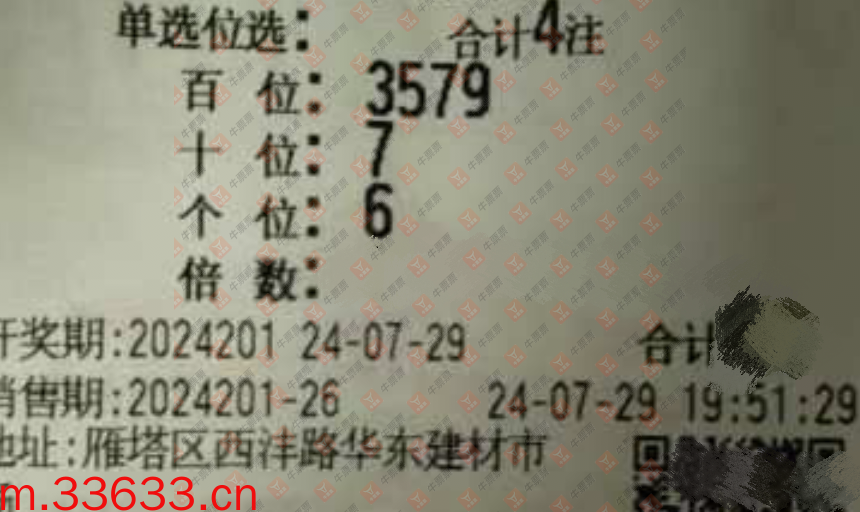 单选位选: 合计4注
百 位: 3579
十 位: 7
个 位: 6
倍 数:
开奖期:2024201 24-07-29 合计
销售期:2024201-26 24-07-29 19:51:29
地址:雁塔区西沣路华东建材市
m.33633.cn